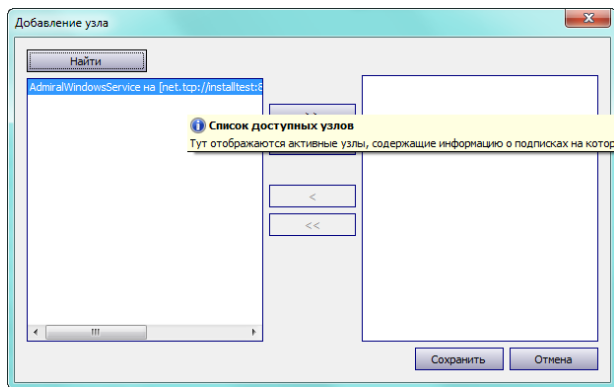 Добавление узла
Найти
AdmiralWindowsService на [net.tcp://installtest:8
Список доступных узлов
Тут отображаются активные узлы, содержащие информацию о подписках на котор
<
<<
Сохранить
Отмена